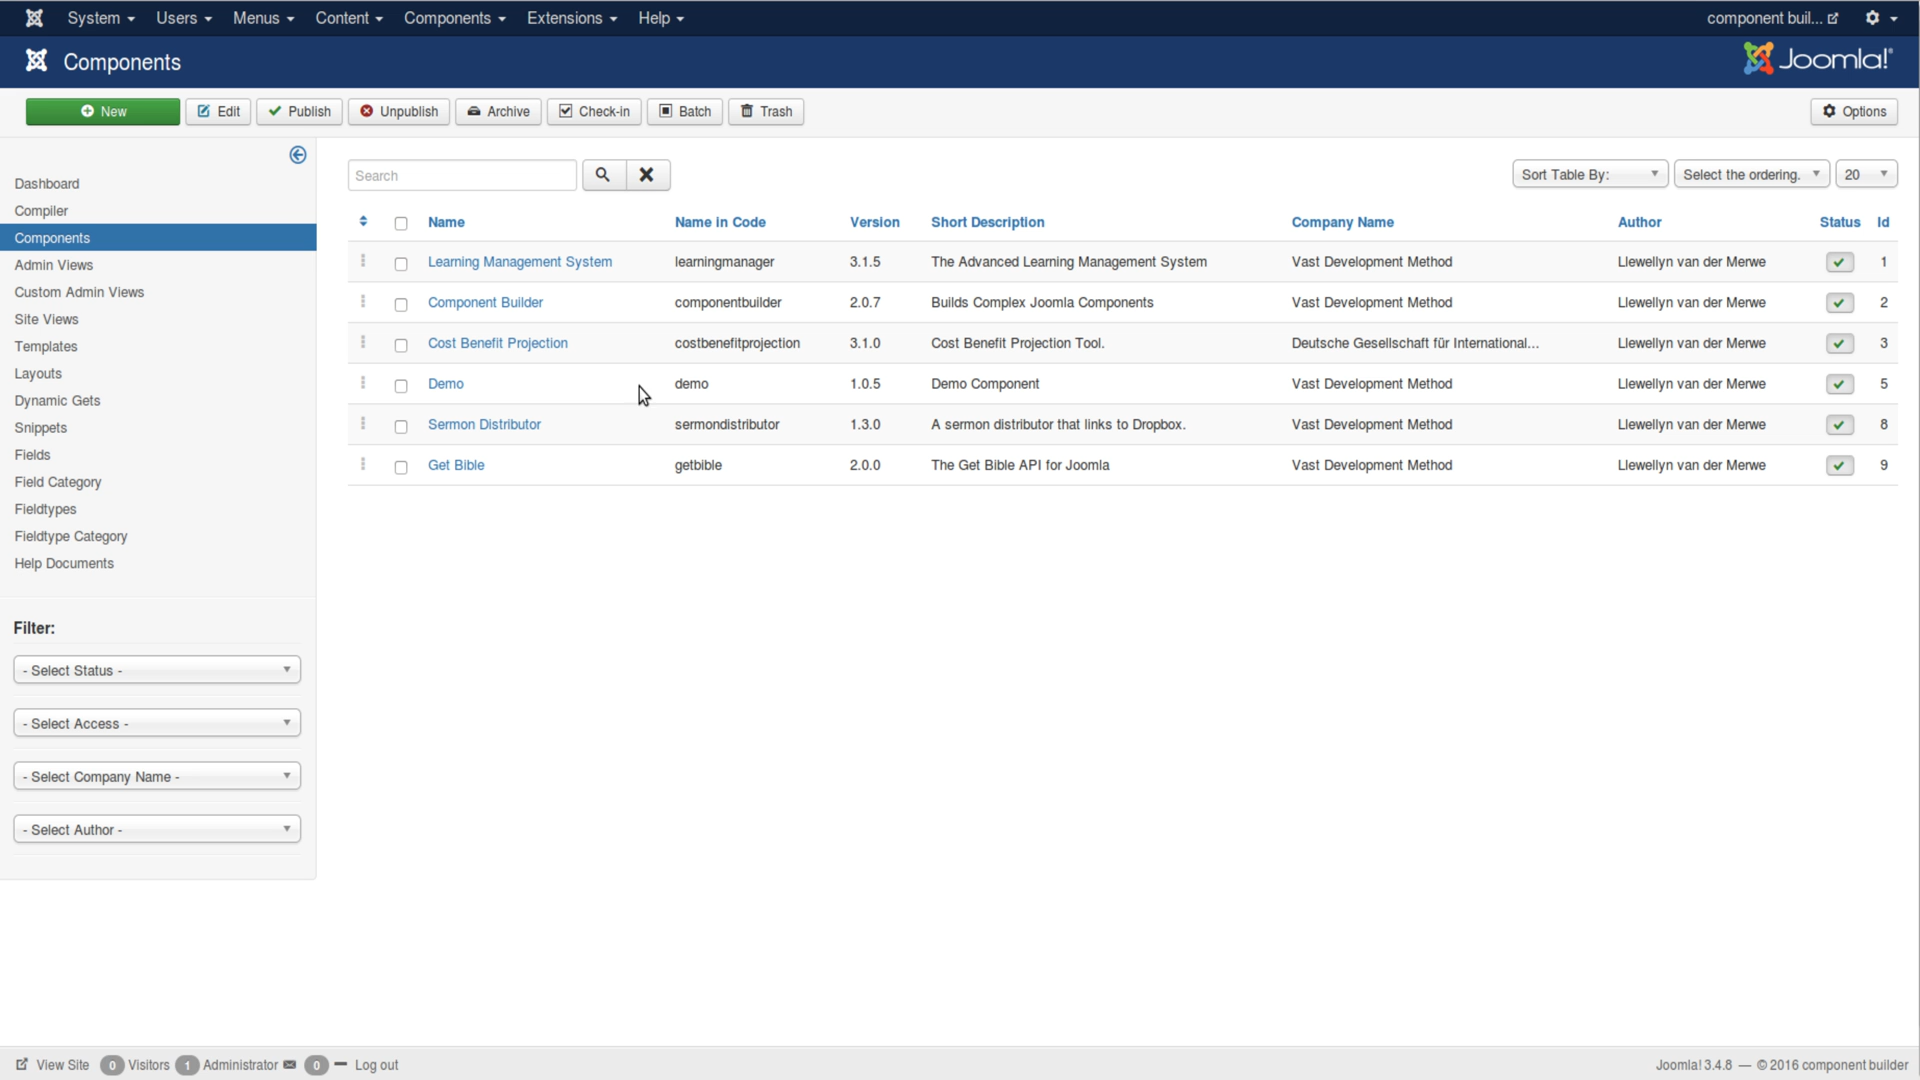 System Users Menus Content Components Extensions Help component buil...
Components Joomla!
New Edit Publish Unpublish Archive Check-in Batch Trash Options
Search Sort Table By: Select the ordering. 20
Dashboard
Compiler
Components
Admin Views
Custom Admin Views
Site Views
Templates
Layouts
Dynamic Gets
Snippets
Fields
Field Category
Fieldtypes
Fieldtype Category
Help Documents
Filter:
- Select Status -
- Select Access -
- Select Company Name -
- Select Author -
Name Name in Code Version Short Description Company Name Author Status Id
Learning Management System learningmanager 3.1.5 The Advanced Learning Management System Vast Development Method Llewellyn van der Merwe 1
Component Builder componentbuilder 2.0.7 Builds Complex Joomla Components Vast Development Method Llewellyn van der Merwe 2
Cost Benefit Projection costbenefitprojection 3.1.0 Cost Benefit Projection Tool. Deutsche Gesellschaft für International... Llewellyn van der Merwe 3
Demo demo 1.0.5 Demo Component Vast Development Method Llewellyn van der Merwe 5
Sermon Distributor sermondistributor 1.3.0 A sermon distributor that links to Dropbox. Vast Development Method Llewellyn van der Merwe 8
Get Bible getbible 2.0.0 The Get Bible API for Joomla Vast Development Method Llewellyn van der Merwe 9
View Site 0 Visitors 1 Administrator 0 Log out Joomla! 3.4.8 — © 2016 component builder